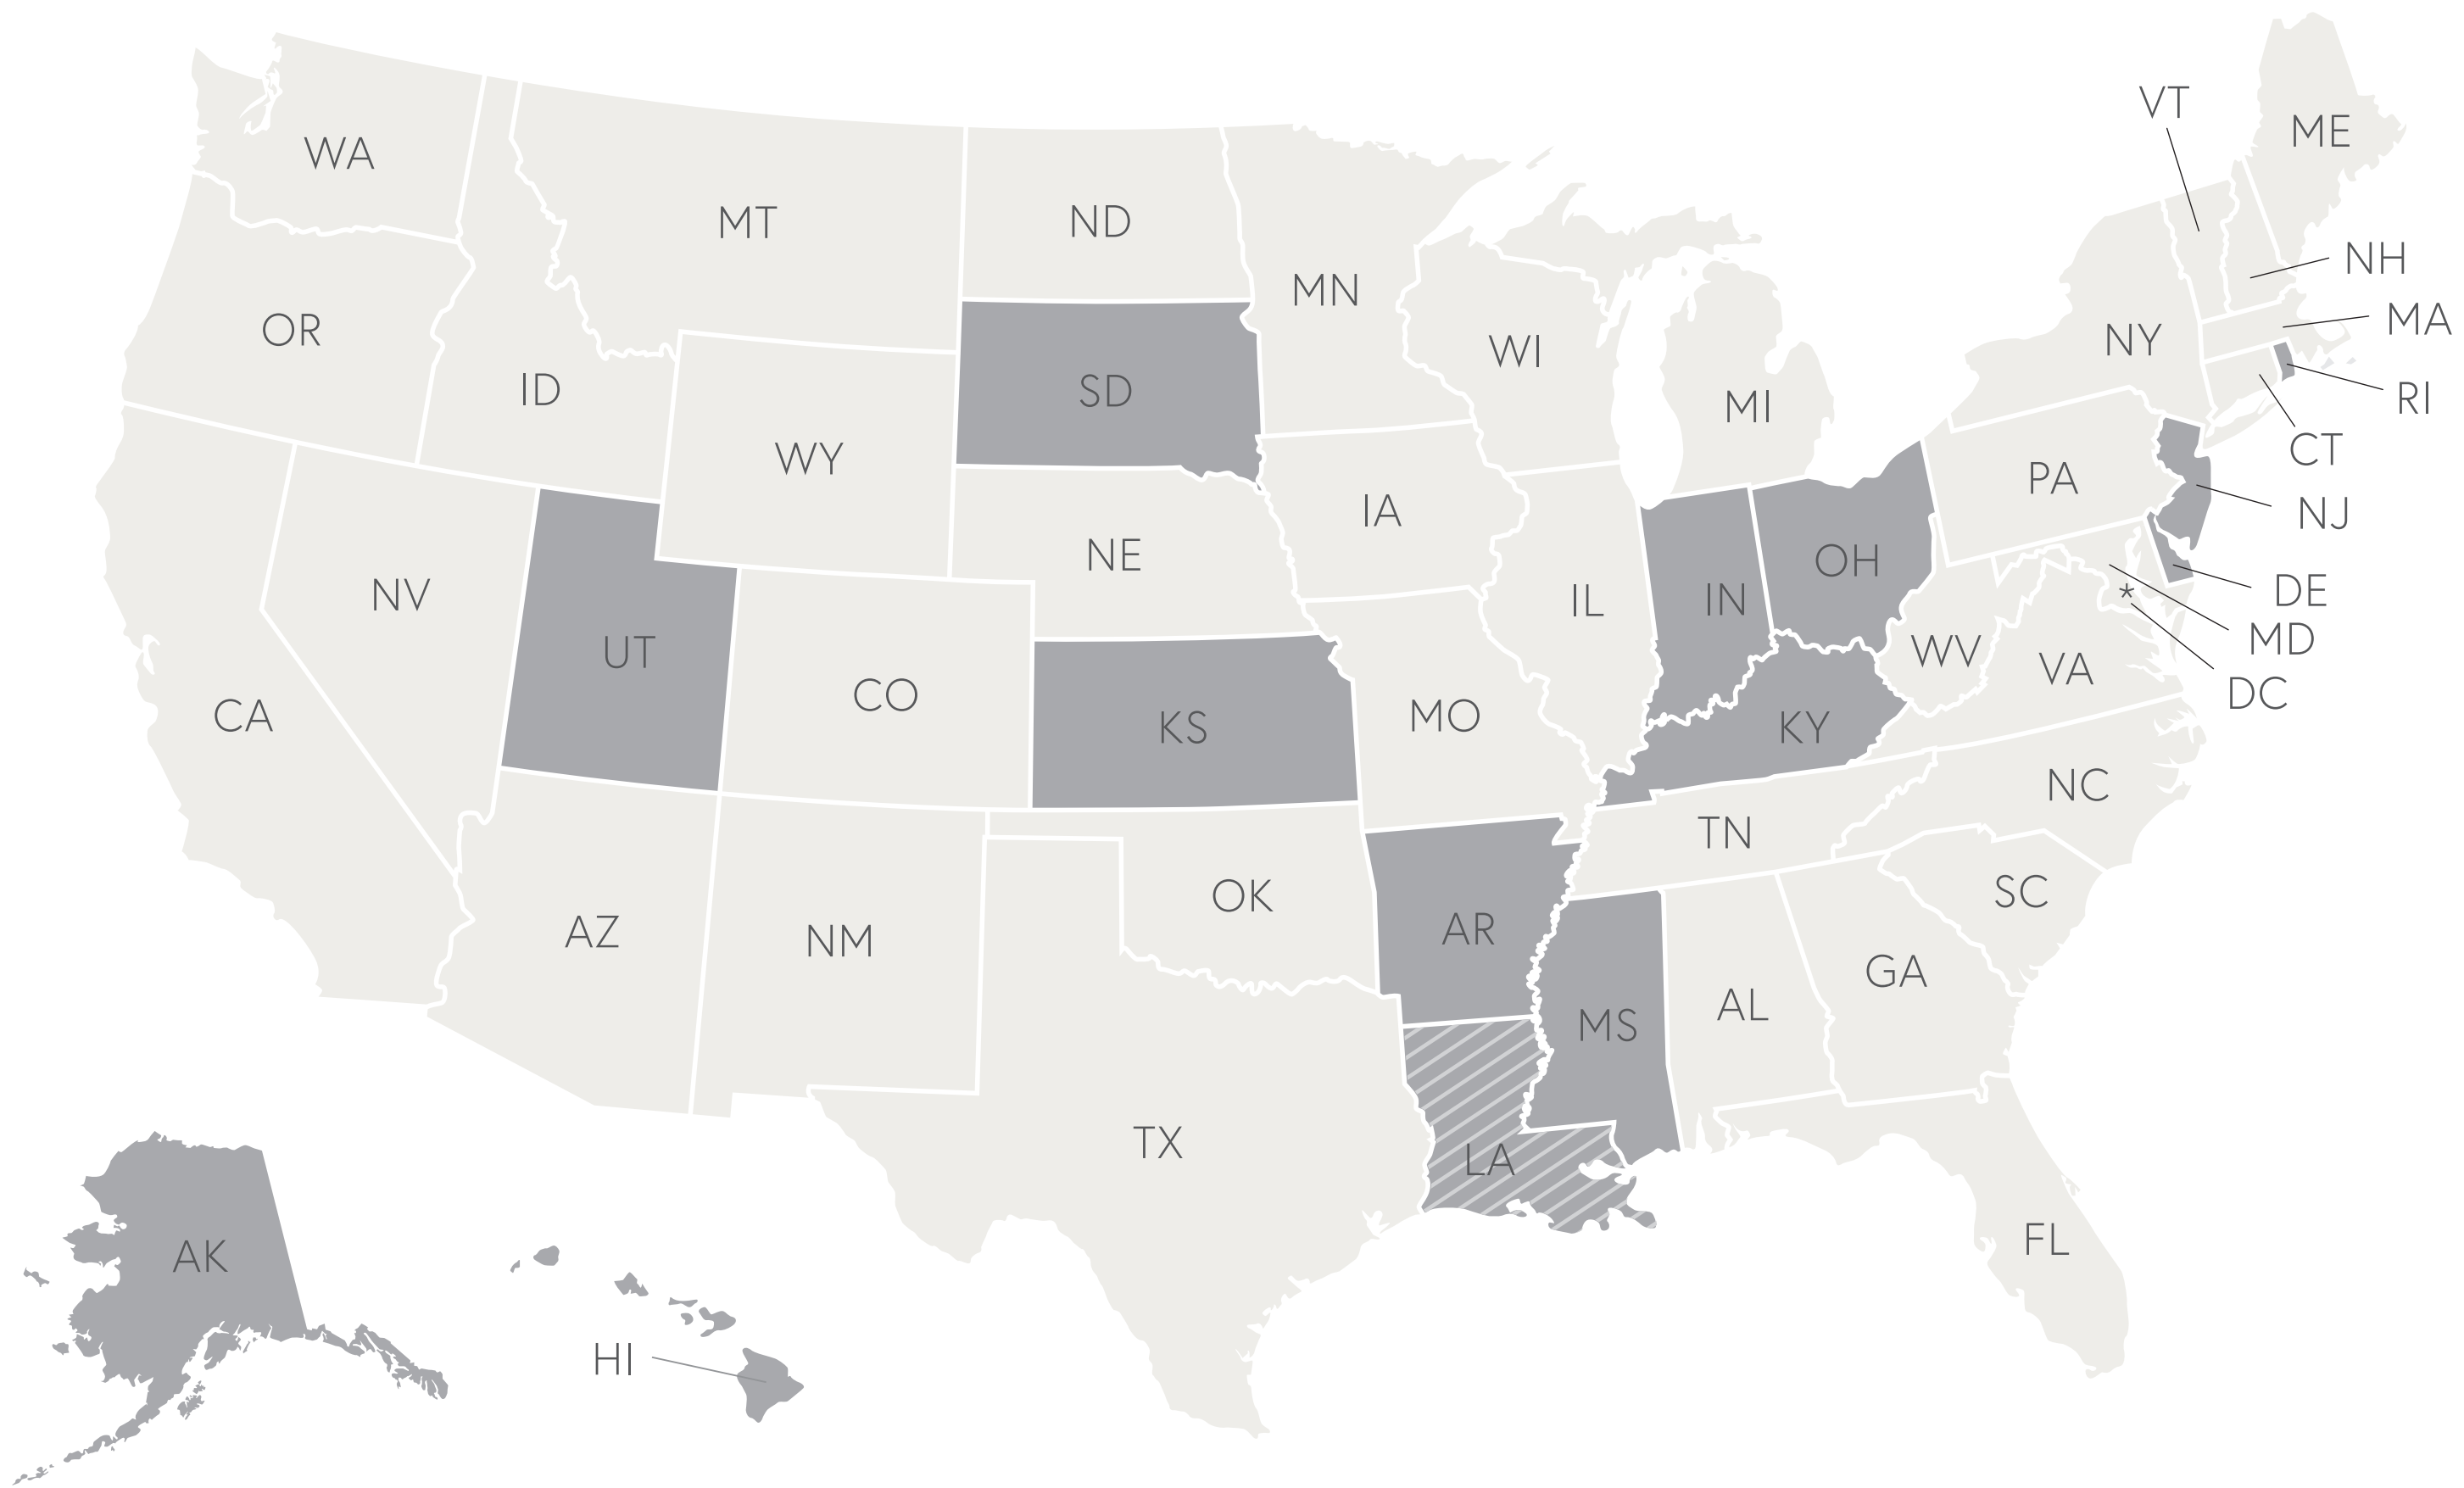 VT
ME
WA
MT
ND
NH
MN
MA
OR
NY
WI
ID
SD
RI
MI
WY
CT
PA
IA
NJ
NE
OH
NV
IL
IN
DE
*
MD
UT
WV
VA
CO
DC
CA
KS
MO
KY
NC
TN
OK
SC
AZ
NM
AR
GA
AL
MS
TX
LA
FL
AK
HI